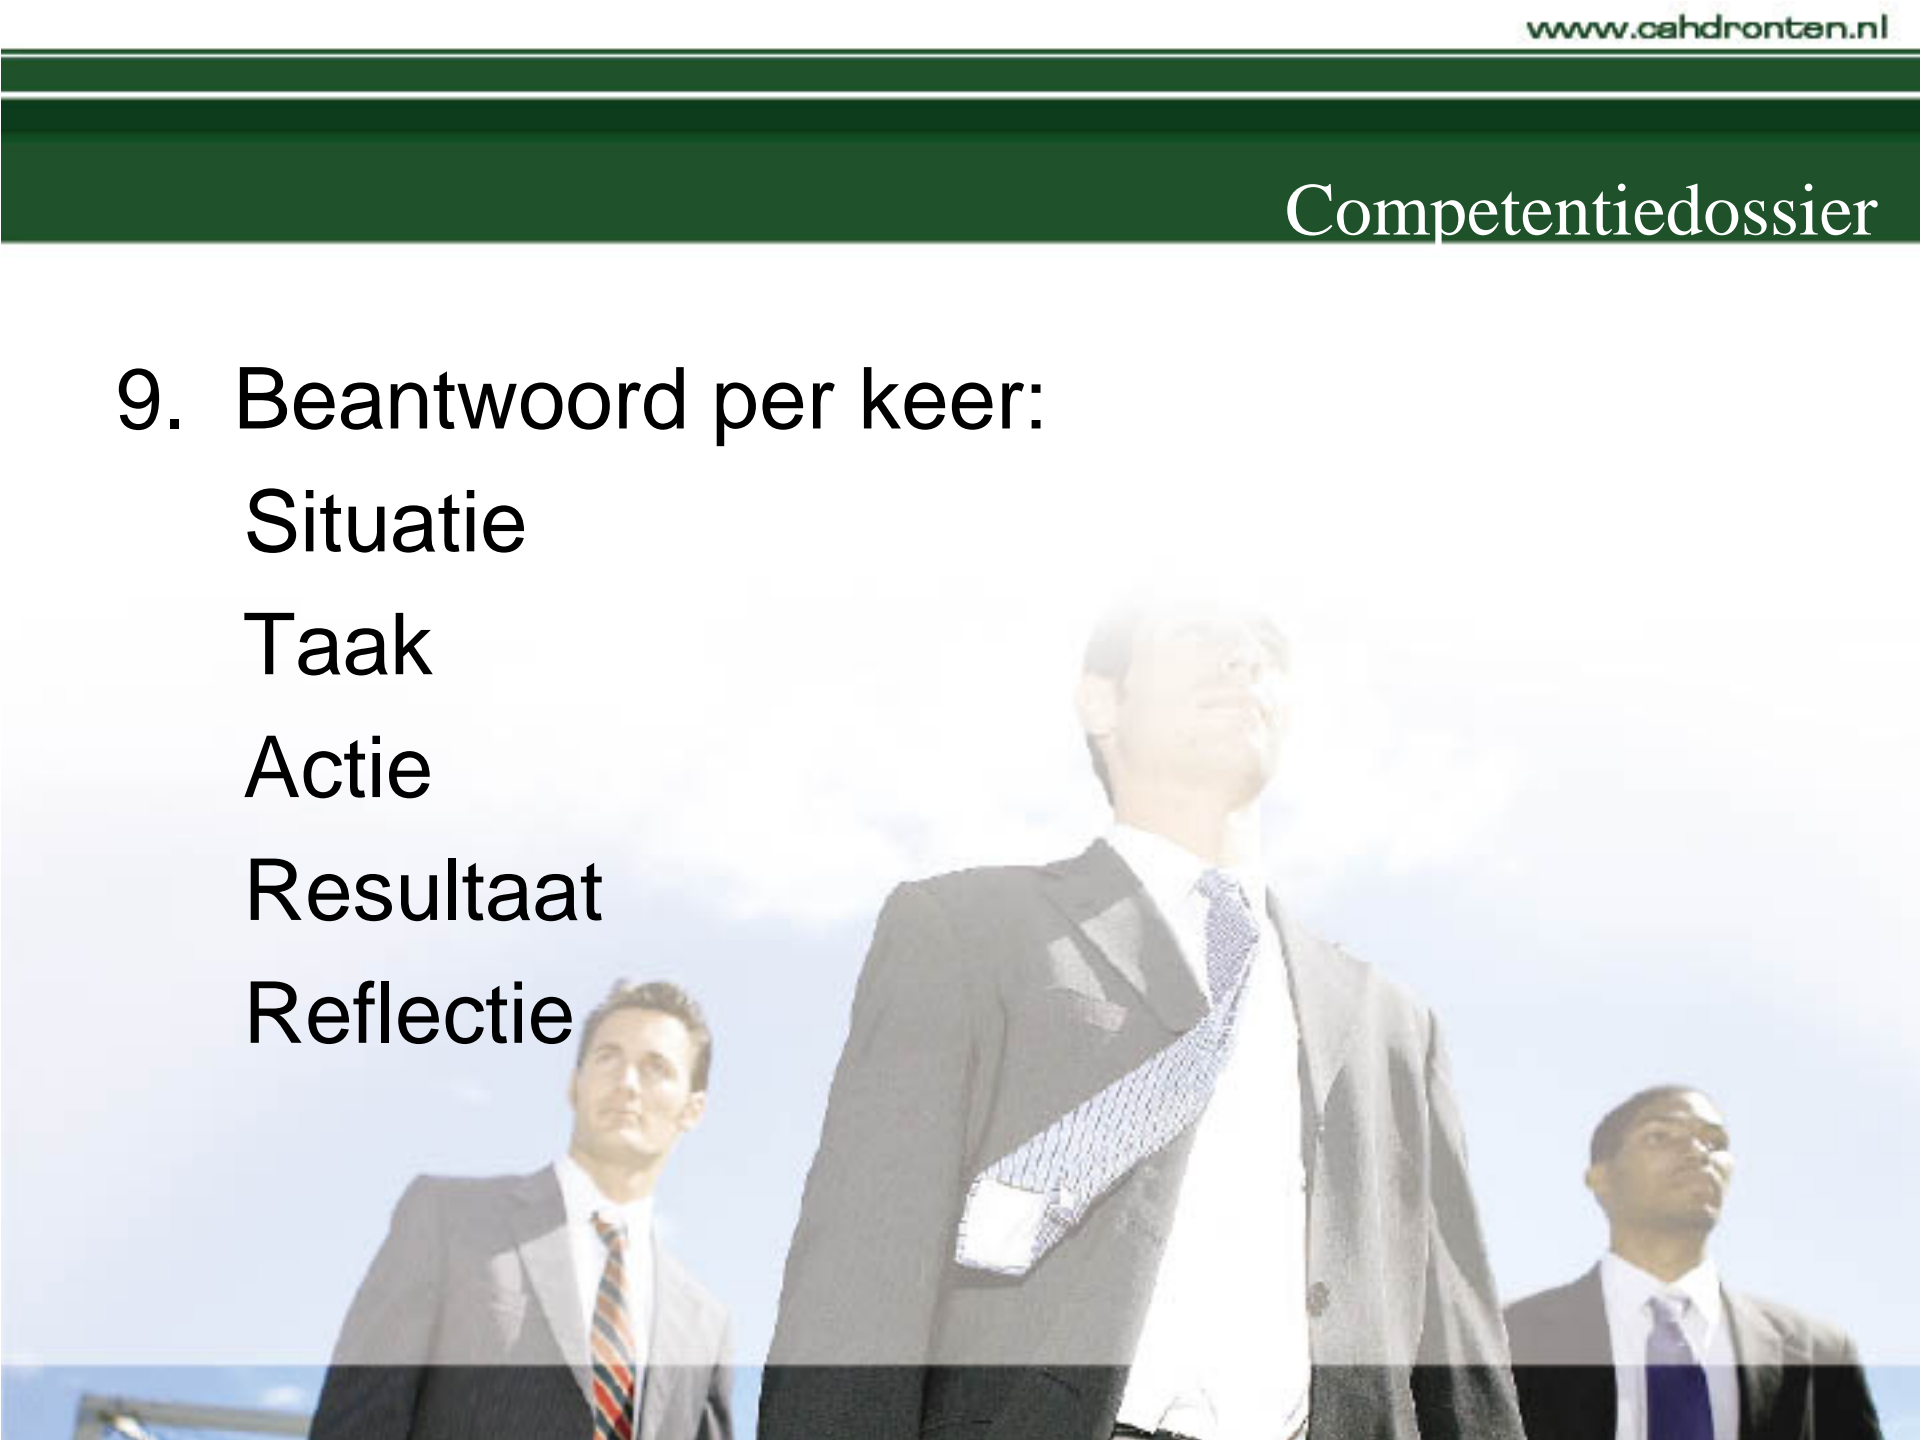 www.cahdronten.nl
Competentiedossier
9. Beantwoord per keer:
Situatie
Taak
Actie
Resultaat
Reflectie